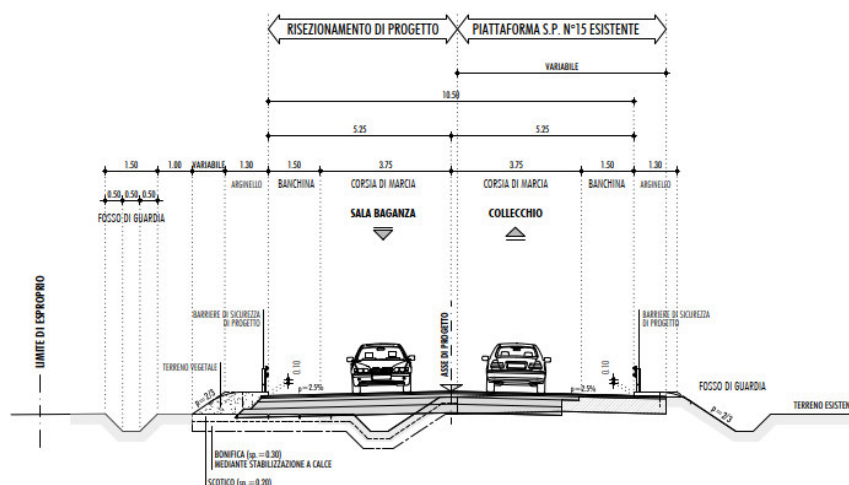 RISEZIONAMENTO DI PROGETTO
PIATTAFORMA S.P. N°15 ESISTENTE
VARIABILE
10.50
5.25
5.25
1.50
1.00
VARIABILE
1.30
1.50
3.75
3.75
1.50
1.30
ARGINELLO
BANCHINA
CORSIA DI MARCIA
CORSIA DI MARCIA
BANCHINA
ARGINELLO
0.50
0.50
0.50
FOSSO DI GUARDIA
SALA BAGANZA
COLLECCHIO
LIMITE DI ESPROPRIO
BARRIERE DI SICUREZZA
DI PROGETTO
ASSE DI PROGETTO
BARRIERE DI SICUREZZA
DI PROGETTO
TERRENO VEGETALE
0.10
0.10
p=2/3
p=2.5%
p=2.5%
FOSSO DI GUARDIA
p=2/3
TERRENO ESISTEN
BONIFICA (sp.=0.30)
MEDIANTE STABILIZZAZIONE A CALCE
SCOTICO (sp.=0.20)